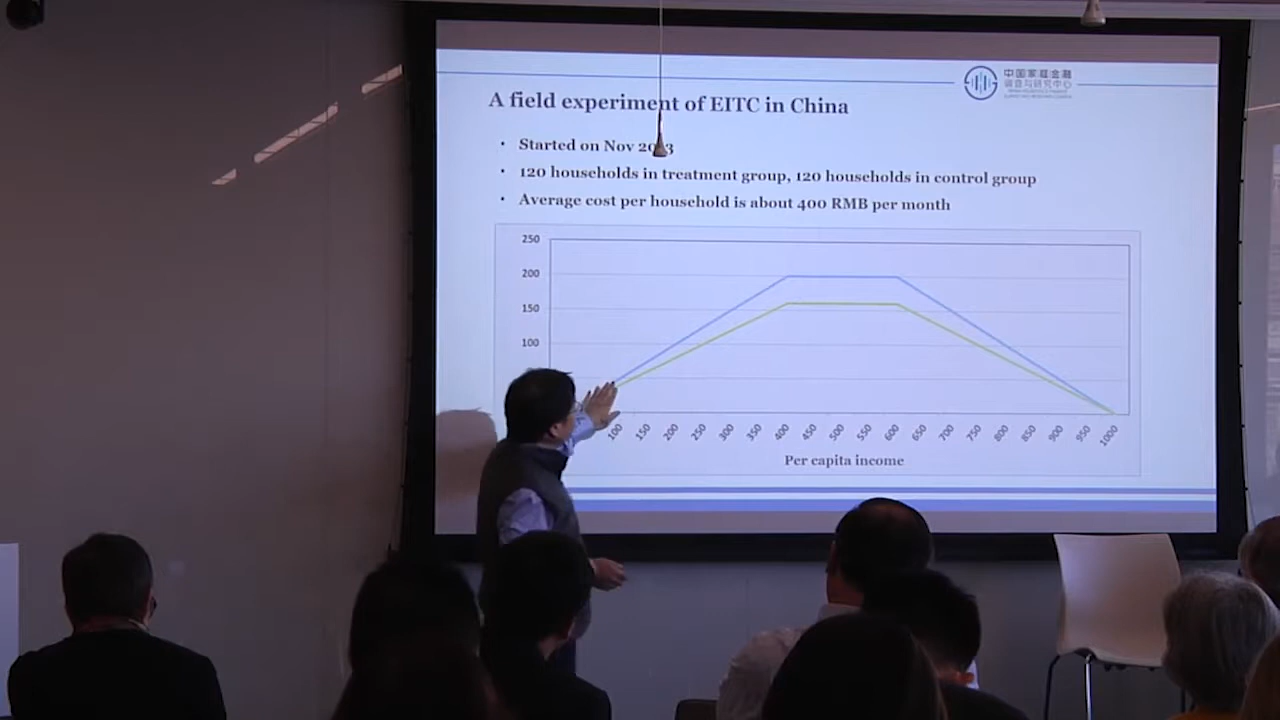 中国家庭金融
调查与研究中心
A field experiment of EITC in China
• Started on Nov 2013
• 120 households in treatment group, 120 households in control group
• Average cost per household is about 400 RMB per month
250
200
150
100
100 150 200 250 300 350 400 450 500 550 600 650 700 750 800 850 900 950 1000
Per capita income